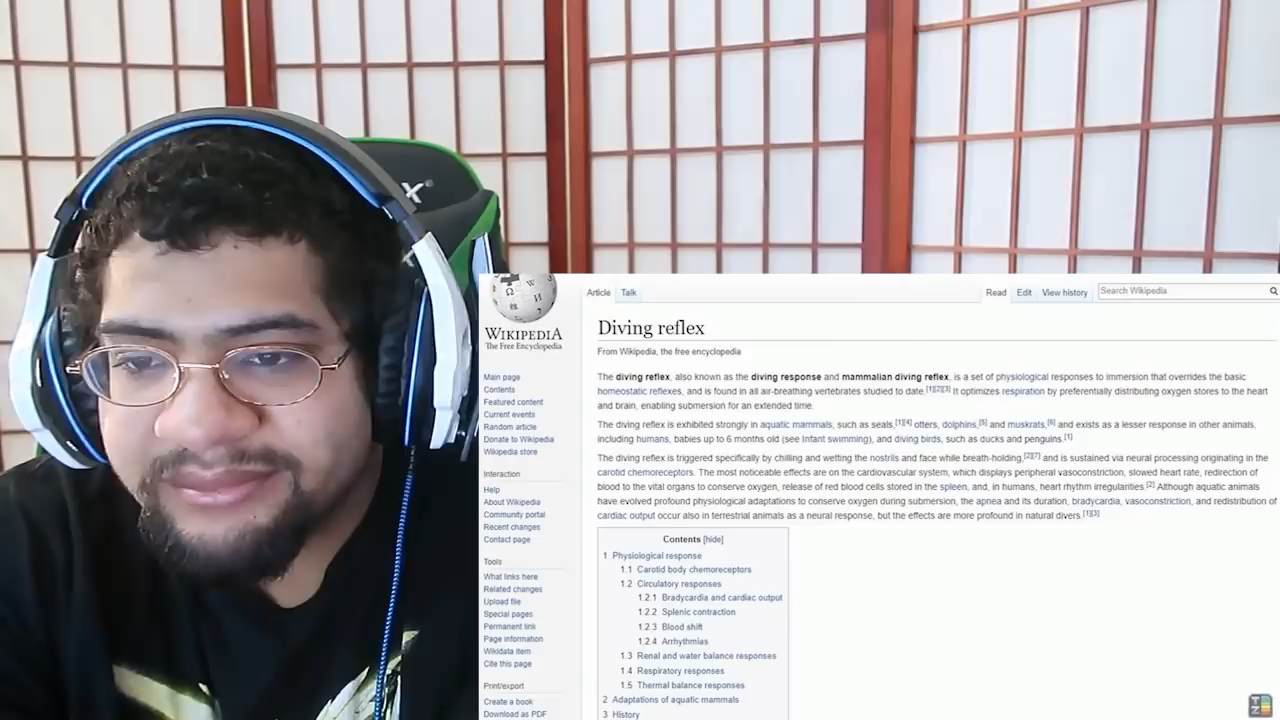 X
WIKIPEDIA
The Free Encyclopedia
Main page
Contents
Featured content
Current events
Random article
Donate to Wikipedia
Wikipedia store
Interaction
Help
About Wikipedia
Community portal
Recent changes
Contact page
Tools
What links here
Related changes
Upload file
Special pages
Permanent link
Page information
Wikidata item
Cite this page
Print/export
Create a book
Download as PDF
Article Talk Read Edit View history Search Wikipedia
Diving reflex
From Wikipedia, the free encyclopedia
The diving reflex, also known as the diving response and mammalian diving reflex, is a set of physiological responses to immersion that overrides the basic
homeostatic reflexes, and is found in all air-breathing vertebrates studied to date.[1][2][3] It optimizes respiration by preferentially distributing oxygen stores to the heart
and brain, enabling submersion for an extended time.
The diving reflex is exhibited strongly in aquatic mammals, such as seals,[1][4] otters, dolphins,[5] and muskrats,[6] and exists as a lesser response in other animals,
including humans, babies up to 6 months old (see Infant swimming), and diving birds, such as ducks and penguins.[1]
The diving reflex is triggered specifically by chilling and wetting the nostrils and face while breath-holding,[2][7] and is sustained via neural processing originating in the
carotid chemoreceptors. The most noticeable effects are on the cardiovascular system, which displays peripheral vasoconstriction, slowed heart rate, redirection of
blood to the vital organs to conserve oxygen, release of red blood cells stored in the spleen, and, in humans, heart rhythm irregularities.[2] Although aquatic animals
have evolved profound physiological adaptations to conserve oxygen during submersion, the apnea and its duration, bradycardia, vasoconstriction, and redistribution of
cardiac output occur also in terrestrial animals as a neural response, but the effects are more profound in natural divers.[1][3]
Contents [hide]
1 Physiological response
1.1 Carotid body chemoreceptors
1.2 Circulatory responses
1.2.1 Bradycardia and cardiac output
1.2.2 Splenic contraction
1.2.3 Blood shift
1.2.4 Arrhythmias
1.3 Renal and water balance responses
1.4 Respiratory responses
1.5 Thermal balance responses
2 Adaptations of aquatic mammals
3 History